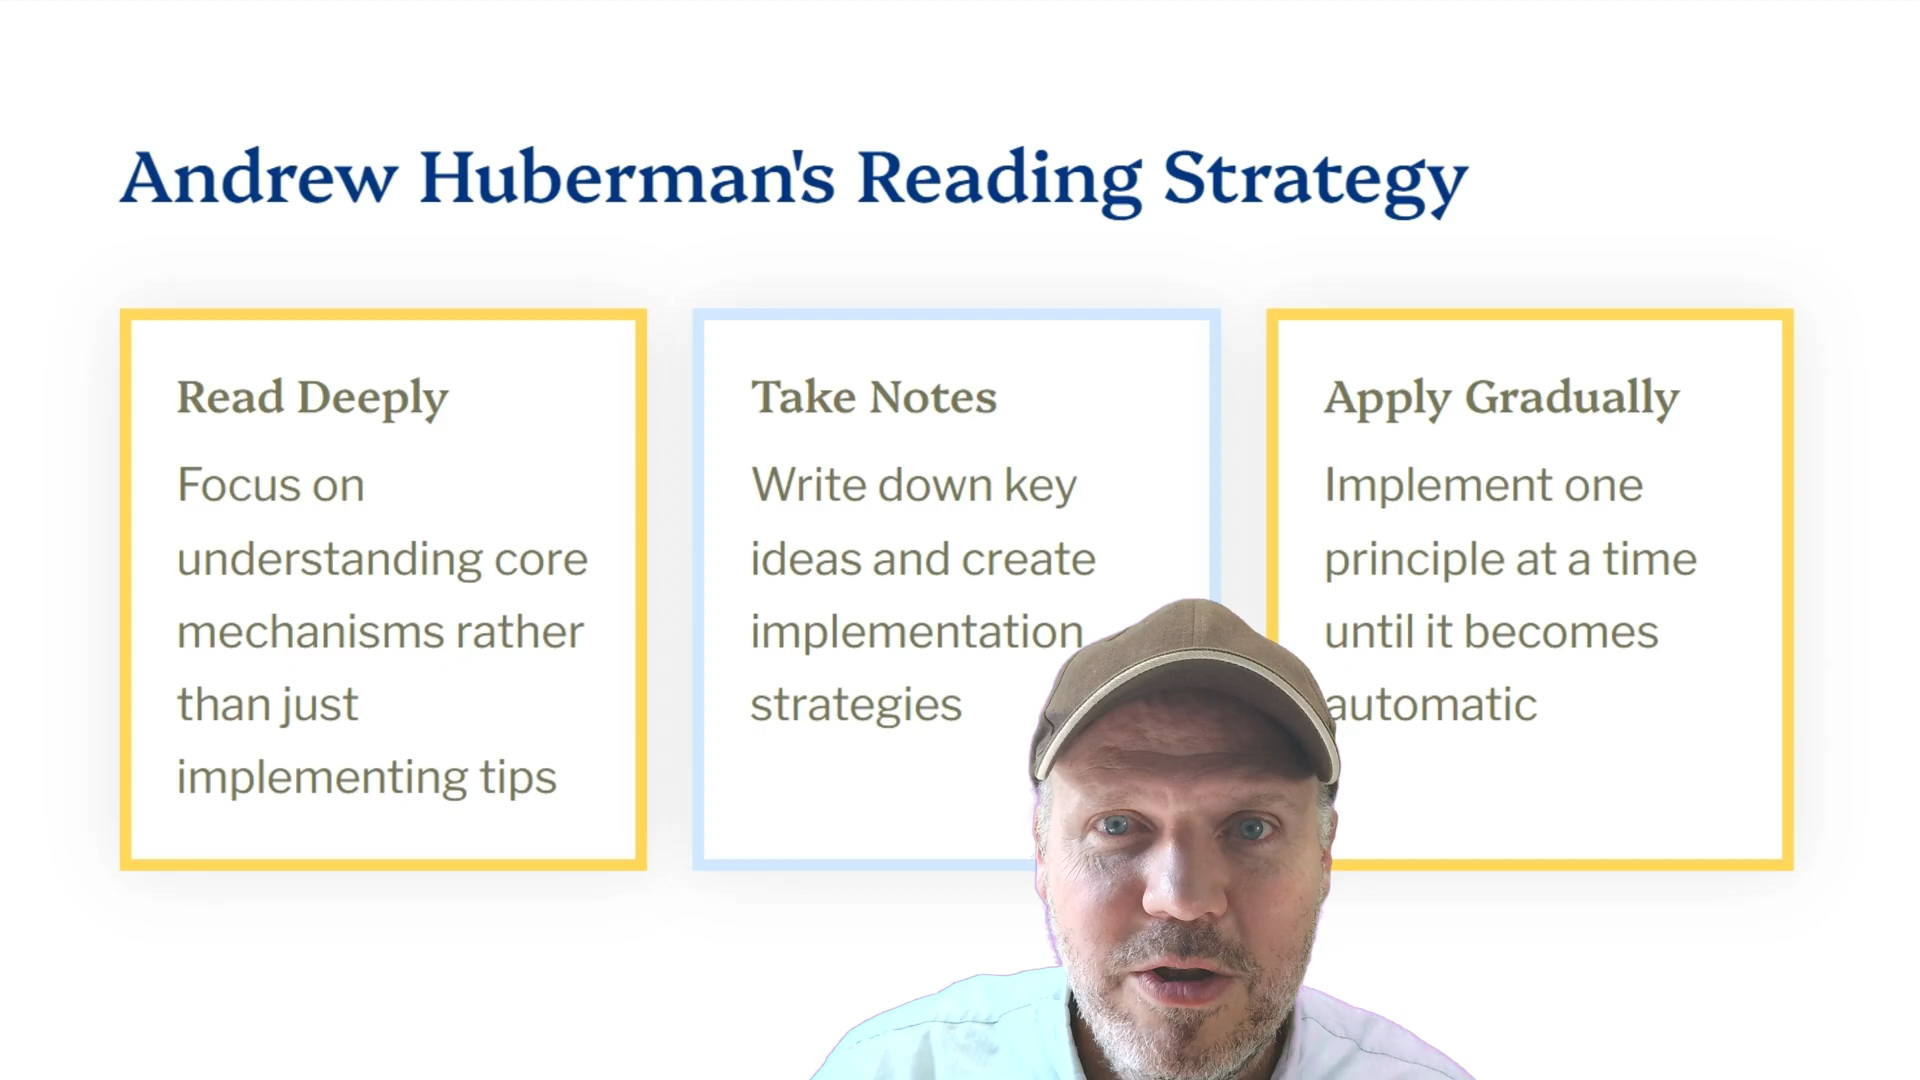 Andrew Huberman's Reading Strategy
Read Deeply
Focus on
understanding core
mechanisms rather
than just
implementing tips
Take Notes
Write down key
ideas and create
implementation
strategies
Apply Gradually
Implement one
principle at a time
until it becomes
automatic